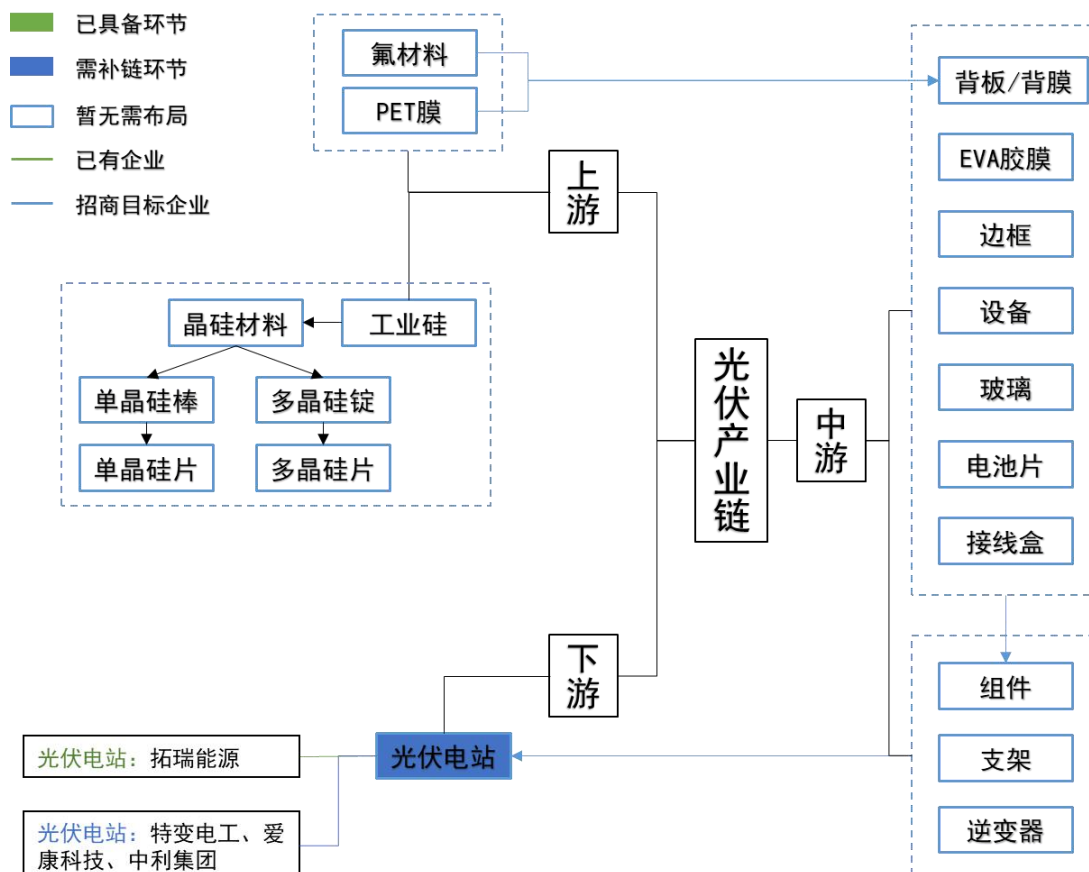 已具备环节
需补链环节
暂无需布局
已有企业
招商目标企业
氟材料
PET膜
上游
晶硅材料
工业硅
单晶硅棒
多晶硅锭
单晶硅片
多晶硅片
光伏产业链
中游
背板/背膜
EVA胶膜
边框
设备
玻璃
电池片
接线盒
组件
支架
逆变器
下游
光伏电站
光伏电站：拓瑞能源
光伏电站：特变电工、爱
康科技、中利集团